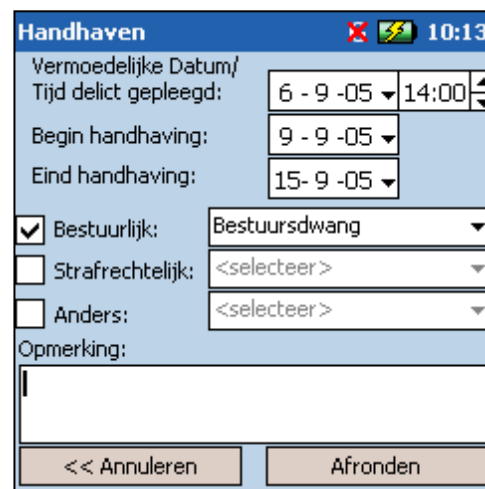 Handhaven 10:13
Vermoedelijke Datum/
Tijd delict gepleegd: 6 - 9 -05 14:00
Begin handhaving: 9 - 9 -05
Eind handhaving: 15- 9 -05
Bestuurlijk: Bestuursdwang
Strafrechtelijk: <selecteer>
Anders: <selecteer>
Opmerking:
<< Annuleren Afronden